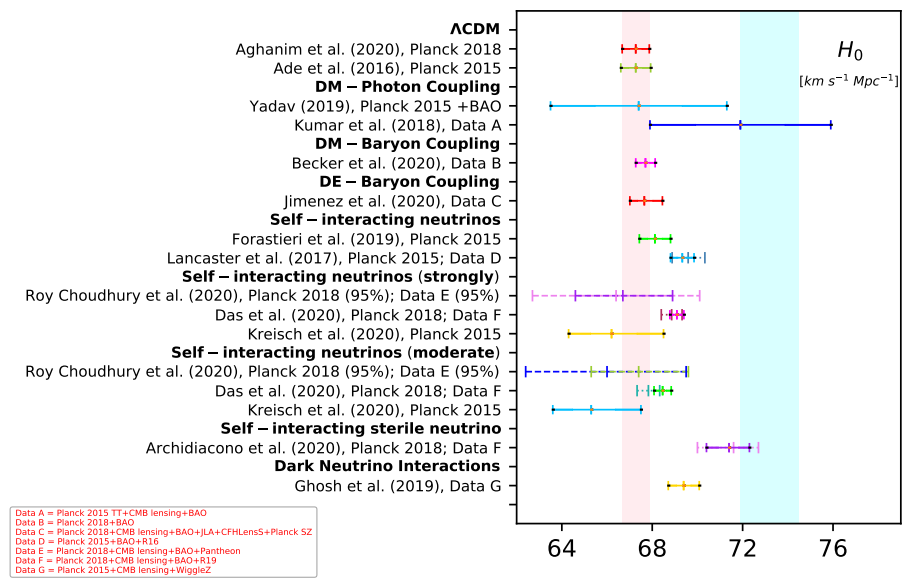 ΛCDM
Aghanim et al. (2020), Planck 2018
Ade et al. (2016), Planck 2015
DM − Photon Coupling
Yadav (2019), Planck 2015 +BAO
Kumar et al. (2018), Data A
DM − Baryon Coupling
Becker et al. (2020), Data B
DE − Baryon Coupling
Jimenez et al. (2020), Data C
Self − interacting neutrinos
Forastieri et al. (2019), Planck 2015
Lancaster et al. (2017), Planck 2015; Data D
Self − interacting neutrinos (strongly)
Roy Choudhury et al. (2020), Planck 2018 (95%); Data E (95%)
Das et al. (2020), Planck 2018; Data F
Kreisch et al. (2020), Planck 2015
Self − interacting neutrinos (moderate)
Roy Choudhury et al. (2020), Planck 2018 (95%); Data E (95%)
Das et al. (2020), Planck 2018; Data F
Kreisch et al. (2020), Planck 2015
Self − interacting sterile neutrino
Archidiacono et al. (2020), Planck 2018; Data F
Dark Neutrino Interactions
Ghosh et al. (2019), Data G
H₀
[km s⁻¹ Mpc⁻¹]
64 68 72 76
Data A = Planck 2015 TT+CMB lensing+BAO
Data B = Planck 2018+BAO
Data C = Planck 2018+CMB lensing+BAO+JLA+CFHLensS+Planck SZ
Data D = Planck 2015+BAO+R16
Data E = Planck 2018+CMB lensing+BAO+Pantheon
Data F = Planck 2018+CMB lensing+BAO+R19
Data G = Planck 2015+CMB lensing+WiggleZ